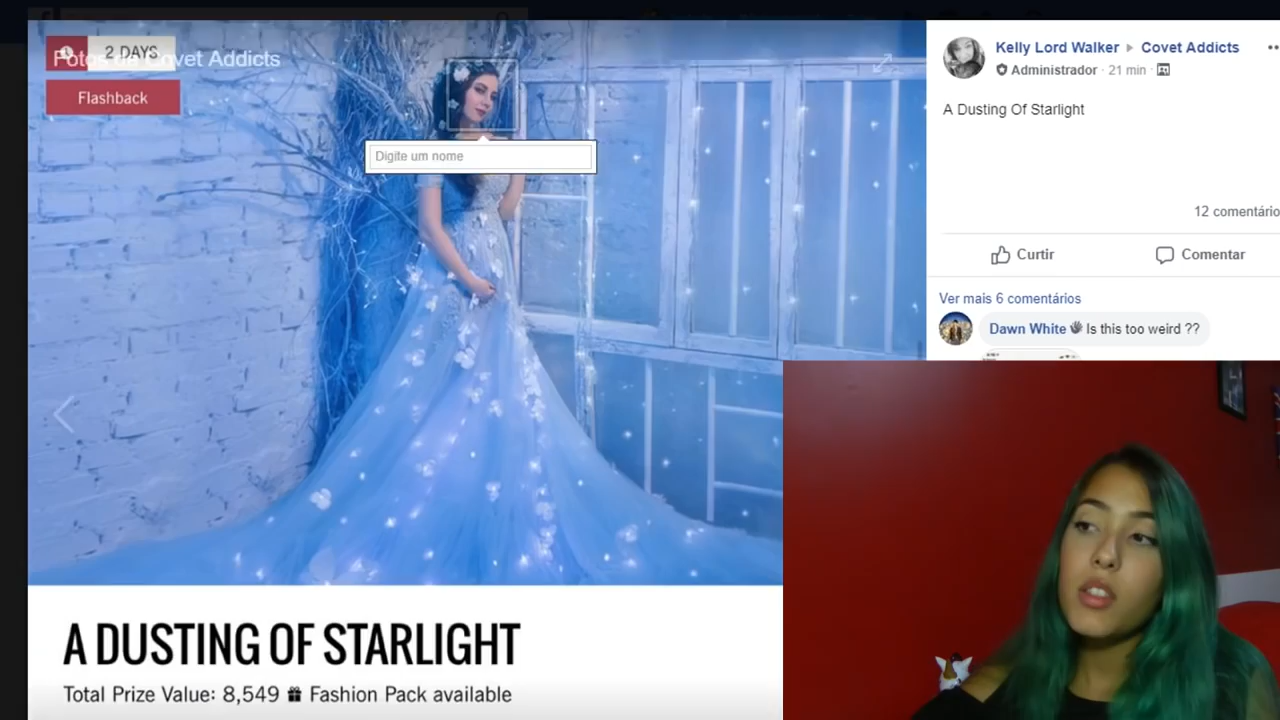 2 DAYS
Fotos de Covet Addicts
Flashback
Digite um nome
Kelly Lord Walker ▸ Covet Addicts
Administrador · 21 min ·
A Dusting Of Starlight
12 comentário
Curtir
Comentar
Ver mais 6 comentários
Dawn White Is this too weird ??
A DUSTING OF STARLIGHT
Total Prize Value: 8,549 Fashion Pack available